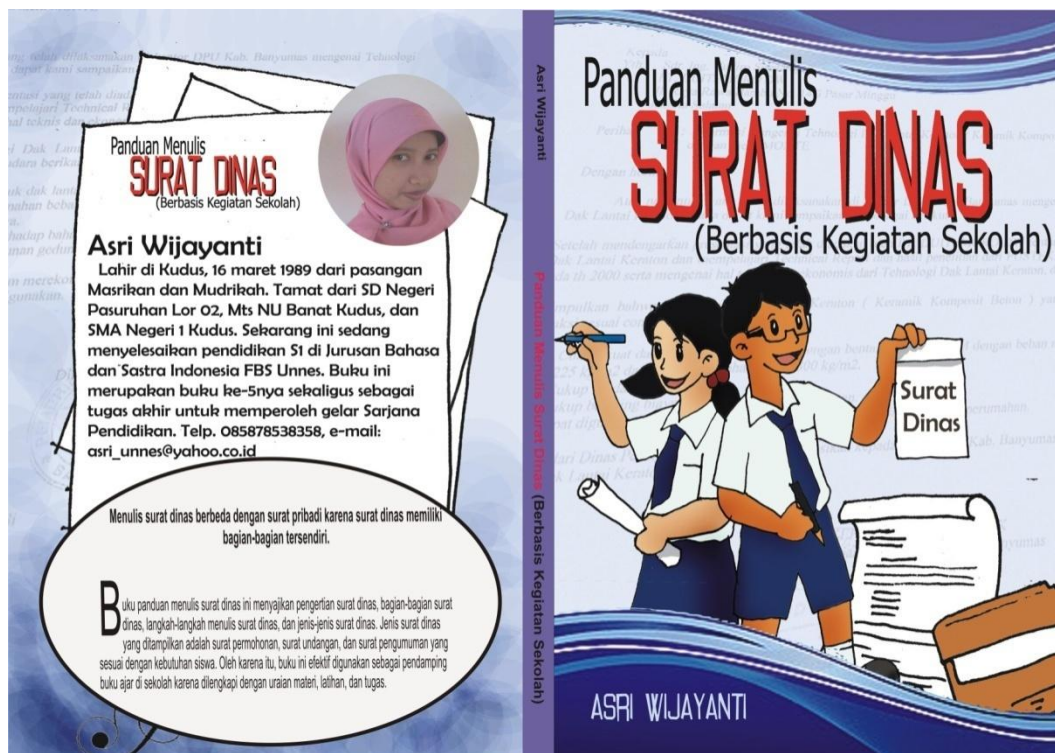 Panduan Menulis
SURAT DINAS
(Berbasis Kegiatan Sekolah)
Asri Wijayanti
Lahir di Kudus, 16 maret 1989 dari pasangan
Masrikan dan Mudrikah. Tamat dari SD Negeri
Pasuruhan Lor 02, Mts NU Banat Kudus, dan
SMA Negeri 1 Kudus. Sekarang ini sedang
menyelesaikan pendidikan S1 di Jurusan Bahasa
dan Sastra Indonesia FBS Unnes. Buku ini
merupakan buku ke-5nya sekaligus sebagai
tugas akhir untuk memperoleh gelar Sarjana
Pendidikan. Telp. 085878538358, e-mail:
asri_unnes@yahoo.co.id
Menulis surat dinas berbeda dengan surat pribadi karena surat dinas memiliki
bagian-bagian tersendiri.
Buku panduan menulis surat dinas ini menyajikan pengertian surat dinas, bagian-bagian surat
dinas, langkah-langkah menulis surat dinas, dan jenis-jenis surat dinas. Jenis surat dinas
yang ditampilkan adalah surat permohonan, surat undangan, dan surat pengumuman yang
sesuai dengan kebutuhan siswa. Oleh karena itu, buku ini efektif digunakan sebagai pendamping
buku ajar di sekolah karena dilengkapi dengan uraian materi, latihan, dan tugas.
Asri Wijayanti
Panduan Menulis Surat Dinas (Berbasis Kegiatan Sekolah)
Panduan Menulis
SURAT DINAS
(Berbasis Kegiatan Sekolah)
Surat
Dinas
ASRI WIJAYANTI